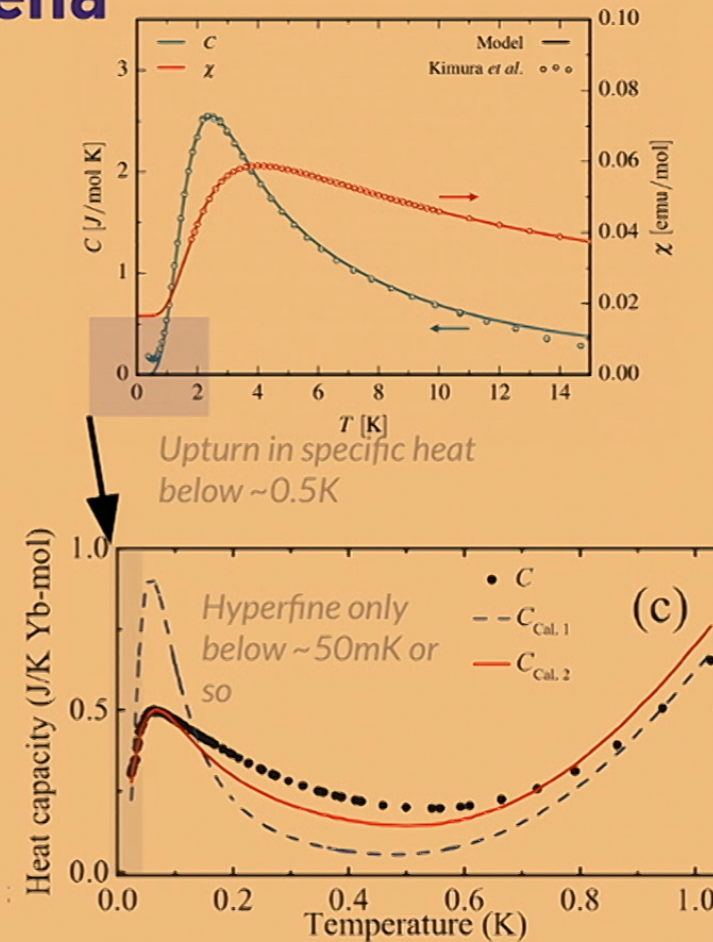 ena
C
χ
Model
Kimura et al.
C [J/mol K]
3
2
1
0
0.10
0.08
0.06
0.04
0.02
0.00
χ [emu/mol]
0 2 4 6 8 10 12 14
T [K]
Upturn in specific heat
below ~0.5K
Heat capacity (J/K Yb-mol)
1.0
0.5
0.0
Hyperfine only
below ~50mK or
so
C
C Cal. 1
C Cal. 2
(c)
0.0 0.2 0.4 0.6 0.8 1.0
Temperature (K)